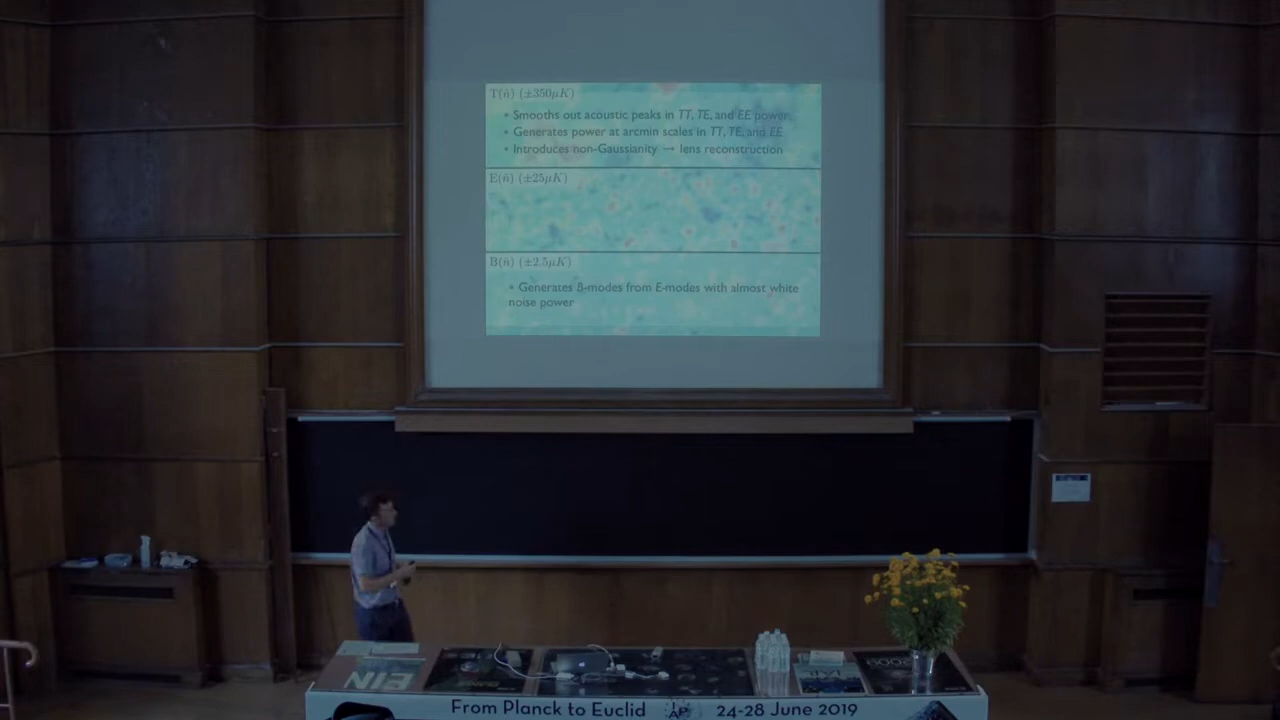 T(n̂) (±350μK)
• Smooths out acoustic peaks in TT, TE, and EE power
• Generates power at arcmin scales in TT, TE, and EE
• Introduces non-Gaussianity → lens reconstruction
E(n̂) (±25μK)
B(n̂) (±2.5μK)
• Generates B-modes from E-modes with almost white
noise power
From Planck to Euclid IAP 24-28 June 2019